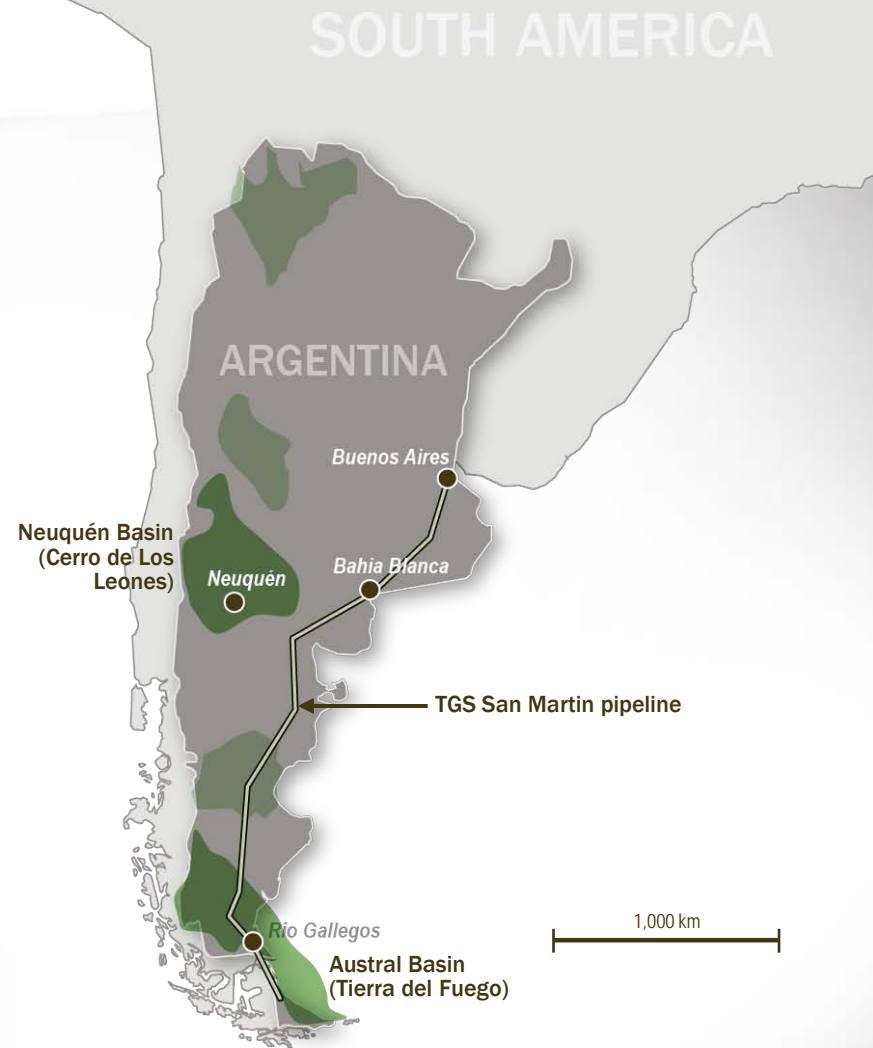 SOUTH AMERICA
ARGENTINA
Buenos Aires
Neuquén Basin
(Cerro de Los
Leones)
Neuquén
Bahia Blanca
TGS San Martin pipeline
Rio Gallegos
1,000 km
Austral Basin
(Tierra del Fuego)